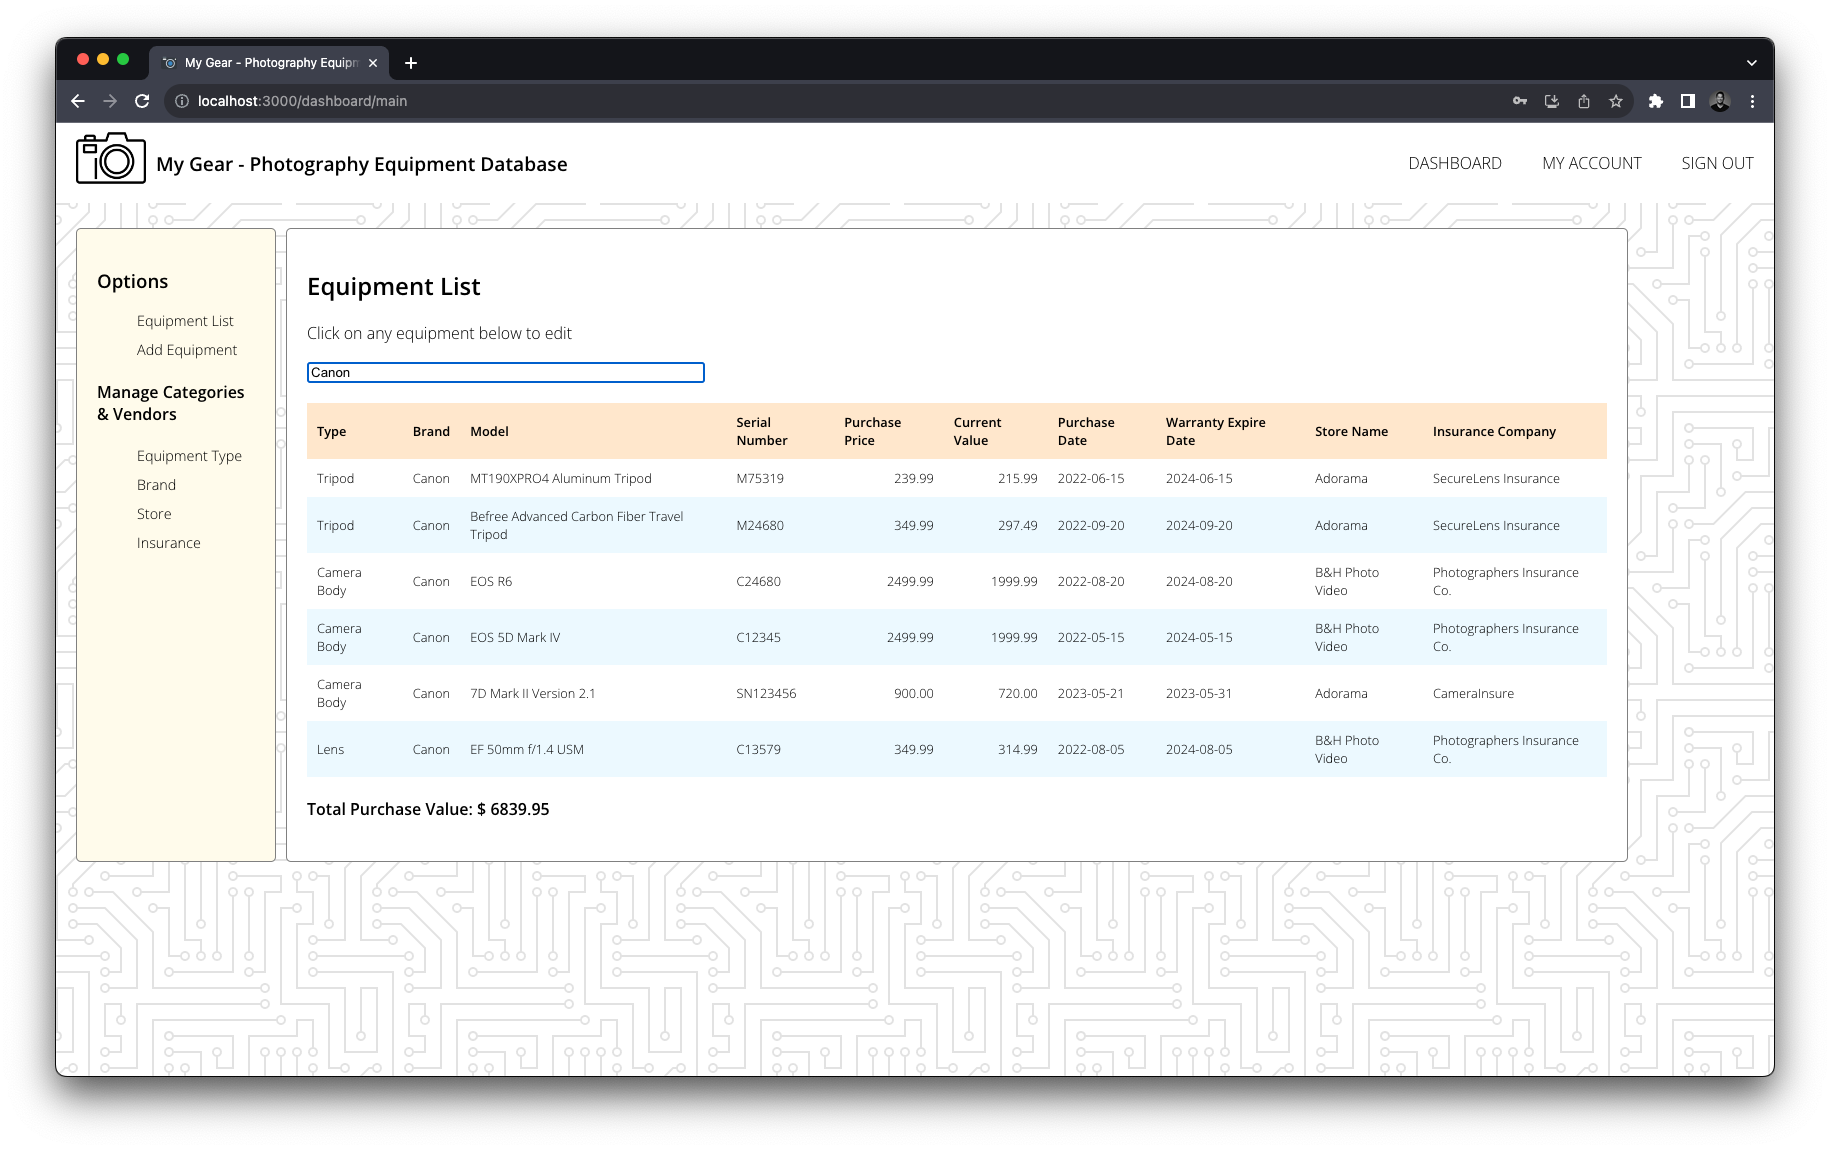 My Gear - Photography Equipm
localhost:3000/dashboard/main
My Gear - Photography Equipment Database
DASHBOARD
MY ACCOUNT
SIGN OUT
Options
Equipment List
Add Equipment
Manage Categories
& Vendors
Equipment Type
Brand
Store
Insurance
Equipment List
Click on any equipment below to edit
Canon
Type Brand Model Serial Number Purchase Price Current Value Purchase Date Warranty Expire Date Store Name Insurance Company
Tripod Canon MT190XPRO4 Aluminum Tripod M75319 239.99 215.99 2022-06-15 2024-06-15 Adorama SecureLens Insurance
Tripod Canon Befree Advanced Carbon Fiber Travel Tripod M24680 349.99 297.49 2022-09-20 2024-09-20 Adorama SecureLens Insurance
Camera Body Canon EOS R6 C24680 2499.99 1999.99 2022-08-20 2024-08-20 B&H Photo Video Photographers Insurance Co.
Camera Body Canon EOS 5D Mark IV C12345 2499.99 1999.99 2022-05-15 2024-05-15 B&H Photo Video Photographers Insurance Co.
Camera Body Canon 7D Mark II Version 2.1 SN123456 900.00 720.00 2023-05-21 2023-05-31 Adorama CameraInsure
Lens Canon EF 50mm f/1.4 USM C13579 349.99 314.99 2022-08-05 2024-08-05 B&H Photo Video Photographers Insurance Co.
Total Purchase Value: $ 6839.95